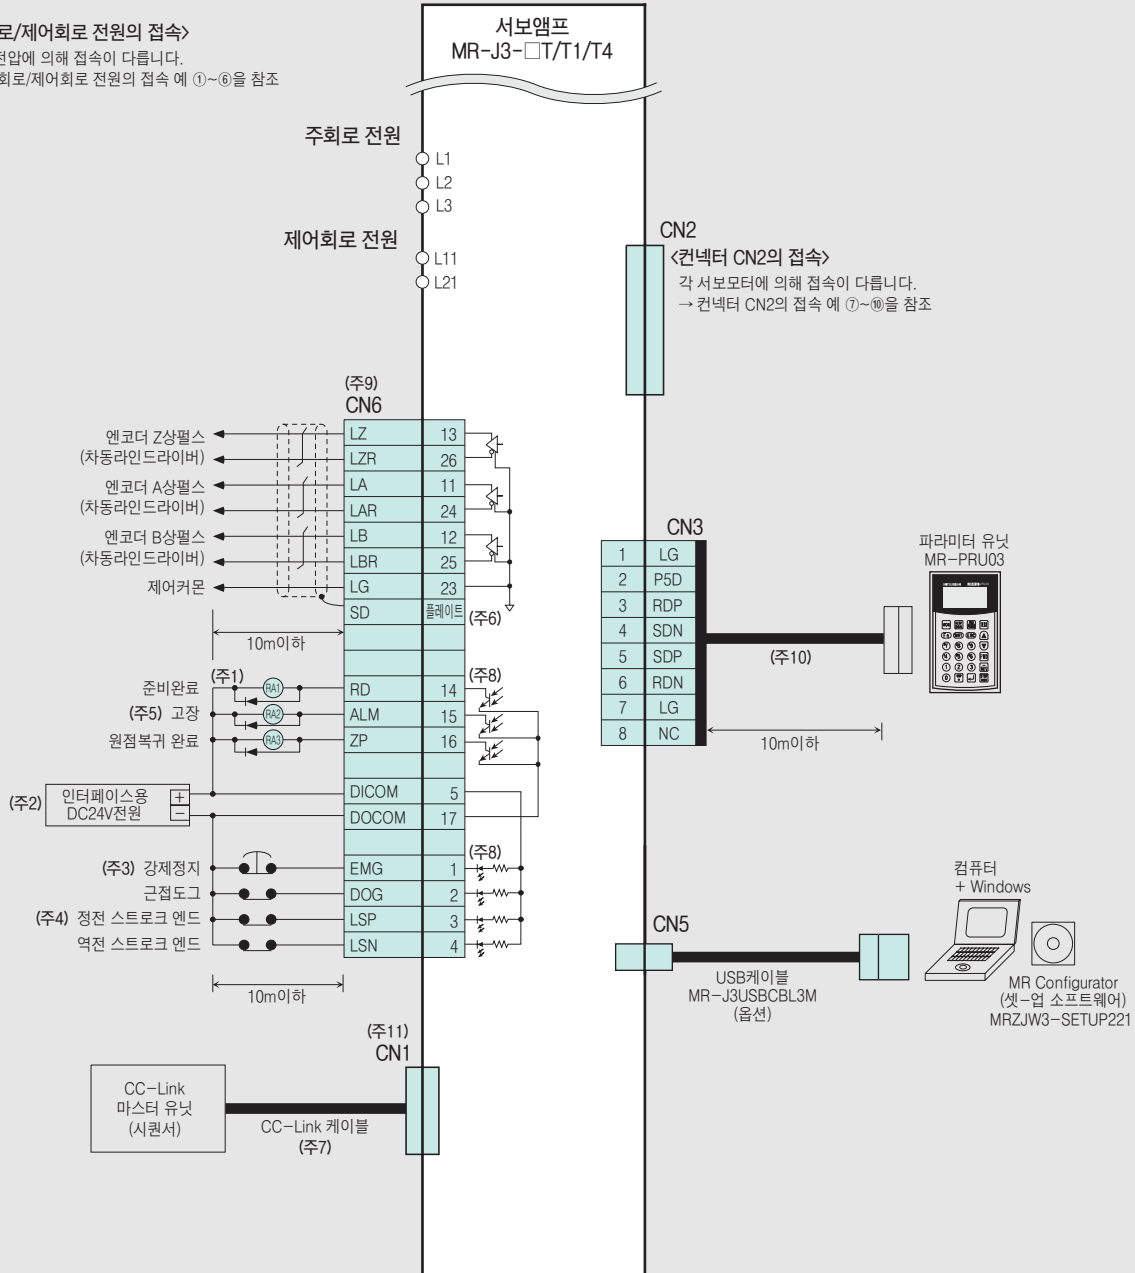 로/제어회로 전원의 접속>
전압에 의해 접속이 다릅니다.
회로/제어회로 전원의 접속 예 ①~⑥을 참조
서보앰프
MR-J3-□T/T1/T4
주회로 전원
L1
L2
L3
제어회로 전원
L11
L21
CN2
<컨넥터 CN2의 접속>
각 서보모터에 의해 접속이 다릅니다.
→ 컨넥터 CN2의 접속 예 ⑦~⑩을 참조
(주9)
CN6
엔코더 Z상펄스
(차동라인드라이버)
엔코더 A상펄스
(차동라인드라이버)
엔코더 B상펄스
(차동라인드라이버)
제어커몬
LZ 13
LZR 26
LA 11
LAR 24
LB 12
LBR 25
LG 23
SD 플레이트 (주6)
10m이하
(주1)
(주8)
준비완료 RA1 RD 14
(주5) 고장 RA2 ALM 15
원점복귀 완료 RA3 ZP 16
(주2) 인터페이스용
DC24V전원
+
−
DICOM 5
DOCOM 17
(주8)
(주3) 강제정지 EMG 1
근접도그 DOG 2
(주4) 정전 스트로크 엔드 LSP 3
역전 스트로크 엔드 LSN 4
10m이하
CN3
1 LG
2 P5D
3 RDP
4 SDN
5 SDP
6 RDN
7 LG
8 NC
(주10)
10m이하
파라미터 유닛
MR-PRU03
CN5
USB케이블
MR-J3USBCBL3M
(옵션)
컴퓨터
+ Windows
MR Configurator
(셋-업 소프트웨어)
MRZJW3-SETUP221
(주11)
CN1
CC-Link
마스터 유닛
(시퀀서)
CC-Link 케이블
(주7)